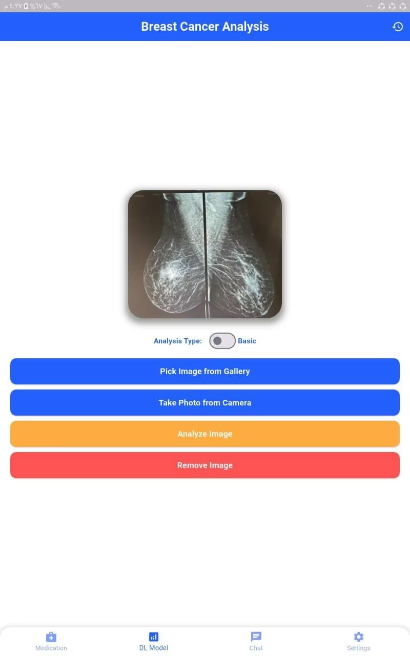 Breast Cancer Analysis
Analysis Type: Basic
Pick Image from Gallery
Take Photo from Camera
Analyze Image
Remove Image
Medication
DL Model
Chat
Settings